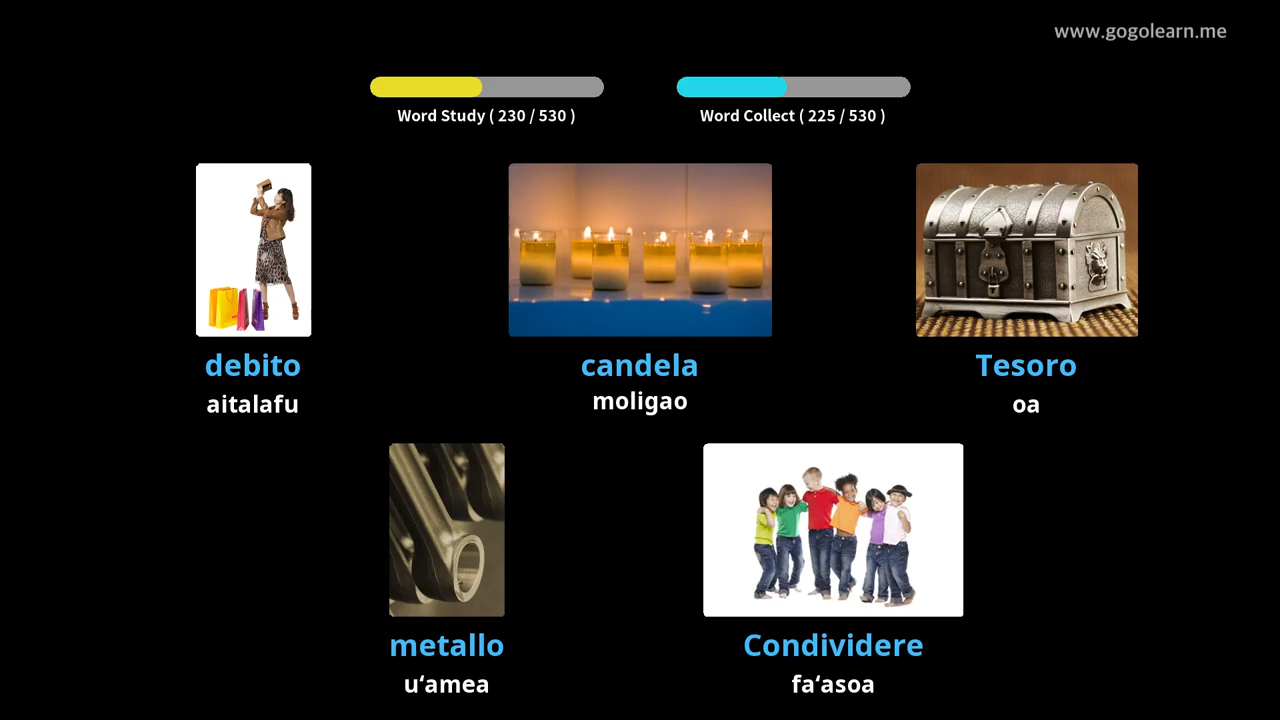 www.gogolearn.me
Word Study ( 230 / 530 )
Word Collect ( 225 / 530 )
debito
aitalafu
candela
moligao
Tesoro
oa
metallo
u‘amea
Condividere
fa‘asoa